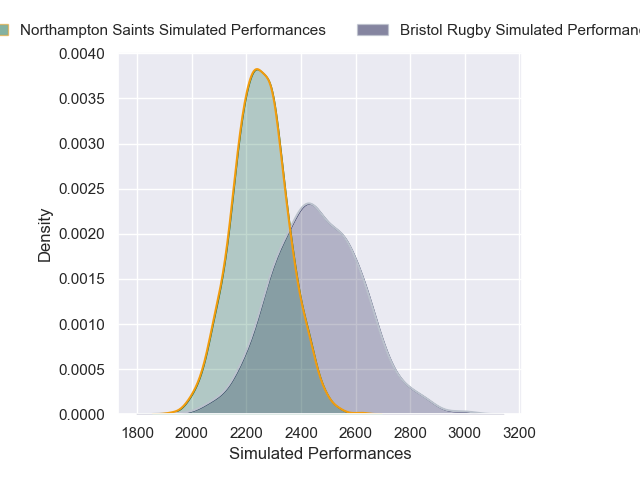 Northampton Saints Simulated Performances
Bristol Rugby Simulated
0.0040
0.0035
0.0030
0.0025
0.0020
0.0015
0.0010
0.0005
0.0000
Density
1800 2000 2200 2400 2600 2800 3000 3200
Simulated Performances